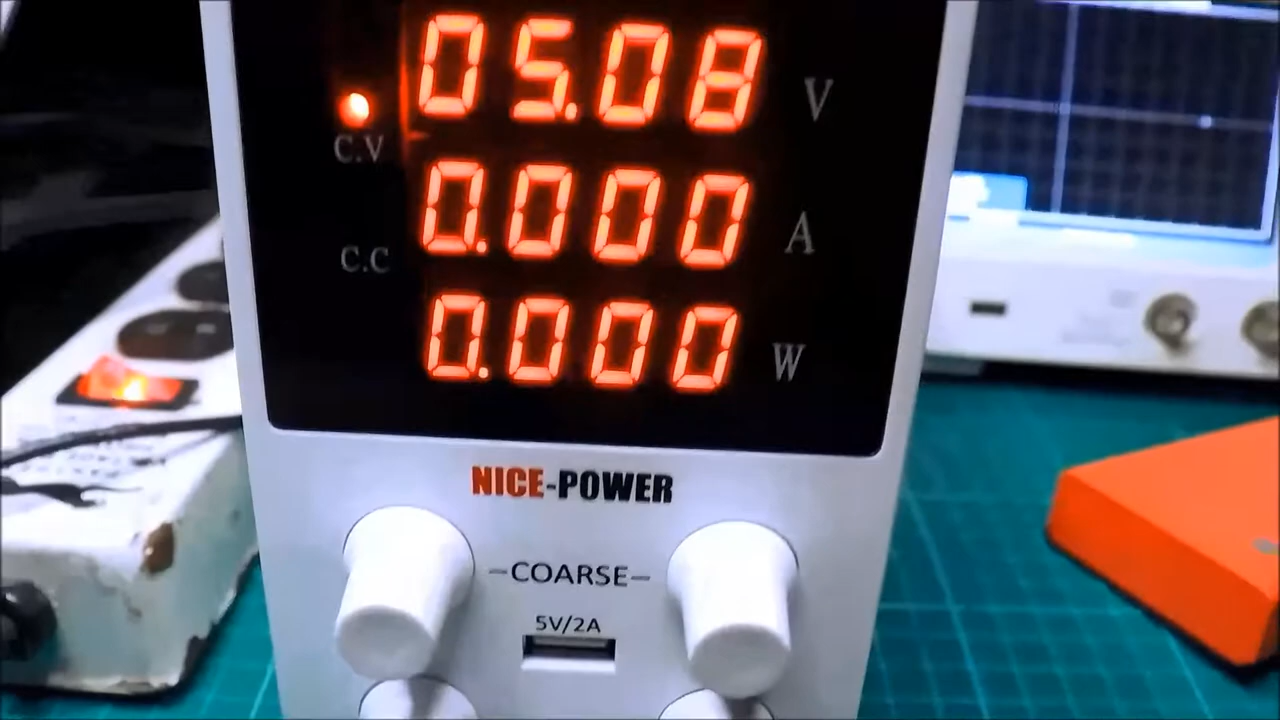 05.08 V
C.V
0.000 A
C.C
0.000 W
NICE-POWER
-COARSE-
5V/2A